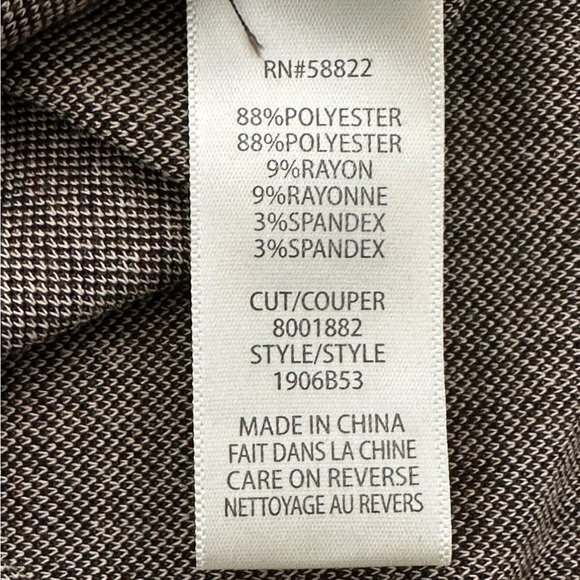 RN#58822
88%POLYESTER
88%POLYESTER
9%RAYON
9%RAYONNE
3%SPANDEX
3%SPANDEX
CUT/COUPER
8001882
STYLE/STYLE
1906B53
MADE IN CHINA
FAIT DANS LA CHINE
CARE ON REVERSE
NETTOYAGE AU REVERS